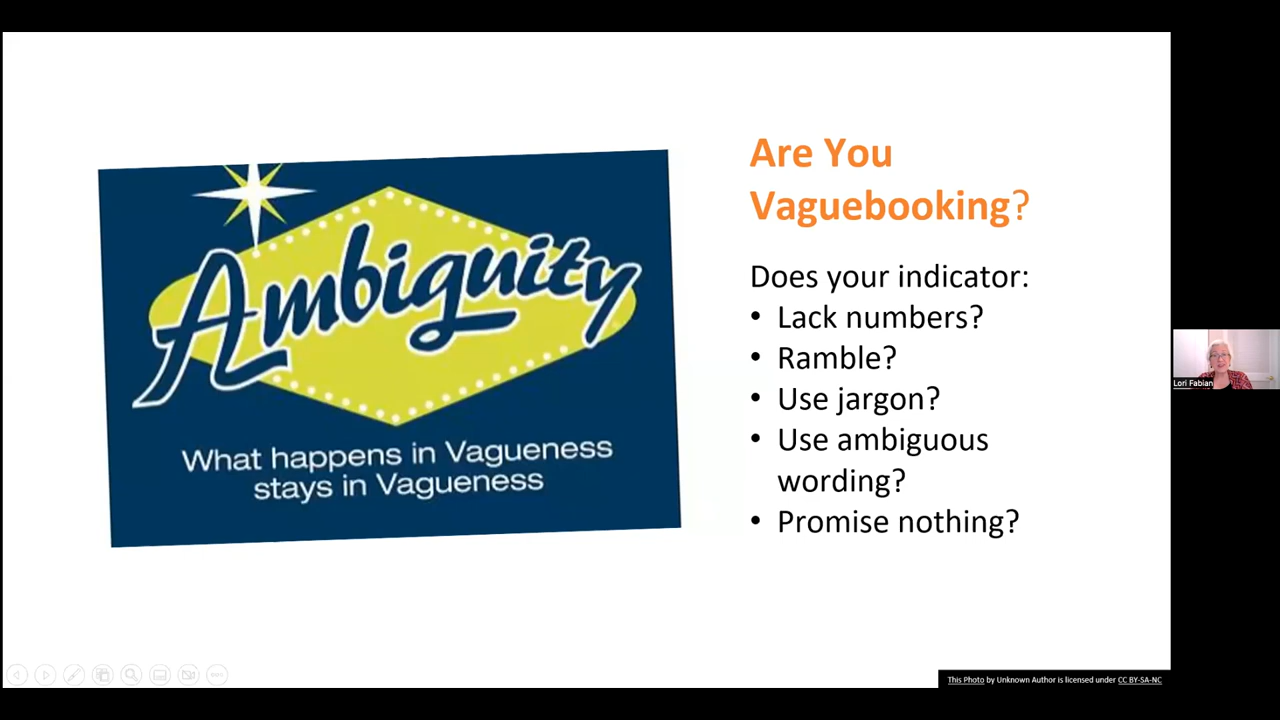 Ambiguity
What happens in Vagueness
stays in Vagueness
Are You
Vaguebooking?
Does your indicator:
• Lack numbers?
• Ramble?
• Use jargon?
• Use ambiguous
wording?
• Promise nothing?
Lori Fabian
This Photo by Unknown Author is licensed under CC BY-SA-NC